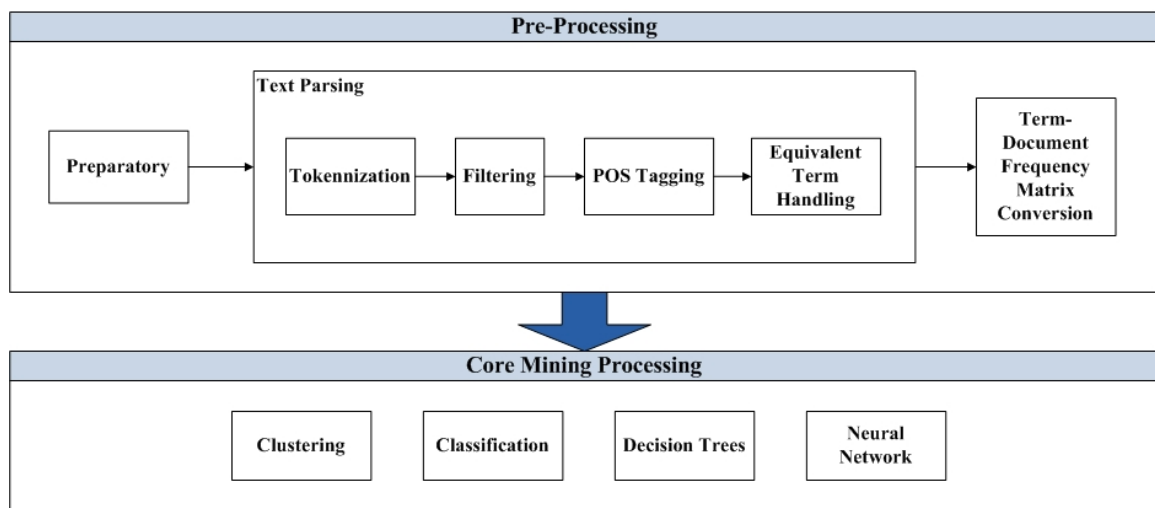 Pre-Processing
Text Parsing
Preparatory
Tokennization
Filtering
POS Tagging
Equivalent
Term
Handling
Term-
Document
Frequency
Matrix
Conversion
Core Mining Processing
Clustering
Classification
Decision Trees
Neural
Network